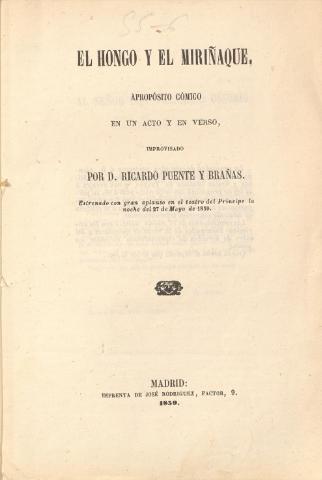 55-6
EL HONGO Y EL MIRIÑAQUE,
APROPÓSITO CÓMICO
EN UN ACTO Y EN VERSO,
IMPROVISADO
POR D. RICARDO PUENTE Y BRAÑAS.
Estrenado con gran aplauso en el teatro del Príncipe la
noche del 27 de Mayo de 1859.
MADRID:
IMPRENTA DE JOSÉ RODRIGUEZ, FACTOR, 9.
1859.